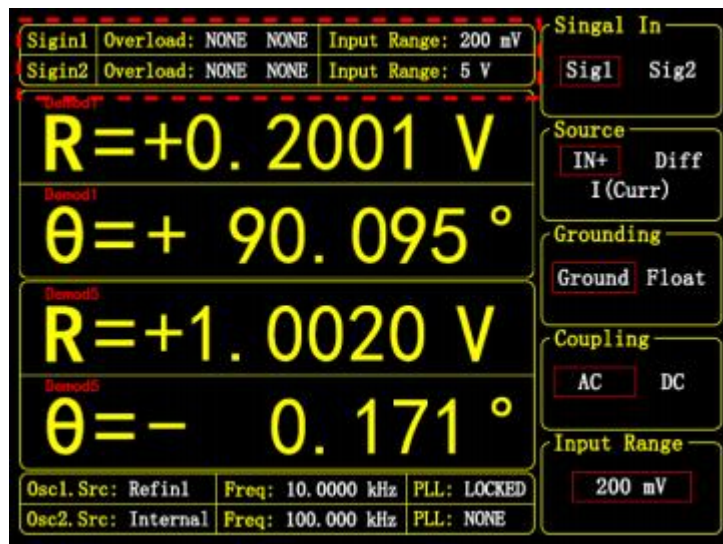 Sigin1 Overload: NONE NONE Input Range: 200 mV
Sigin2 Overload: NONE NONE Input Range: 5 V
Demod1
R=+0.2001 V
Demod1
θ=+ 90.095 °
Demod5
R=+1.0020 V
Demod5
θ=- 0.171 °
Osc1.Src: Refin1 Freq: 10.0000 kHz PLL: LOCKED
Osc2.Src: Internal Freq: 100.000 kHz PLL: NONE
Singal In
Sig1 Sig2
Source
IN+ Diff
I(Curr)
Grounding
Ground Float
Coupling
AC DC
Input Range
200 mV